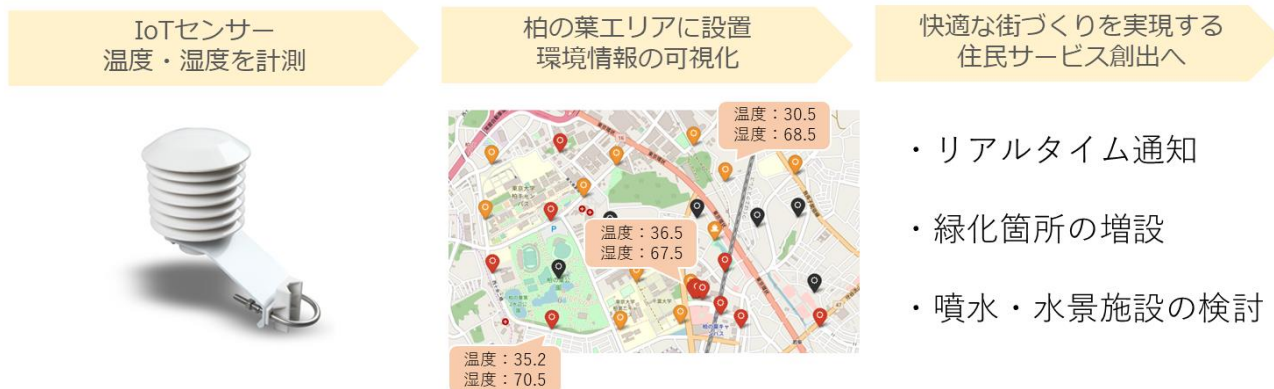 IoTセンサー
温度・湿度を計測
柏の葉エリアに設置
環境情報の可視化
快適な街づくりを実現する
住民サービス創出へ
温度：30.5
湿度：68.5
温度：36.5
湿度：67.5
温度：35.2
湿度：70.5
・リアルタイム通知
・緑化箇所の増設
・噴水・水景施設の検討